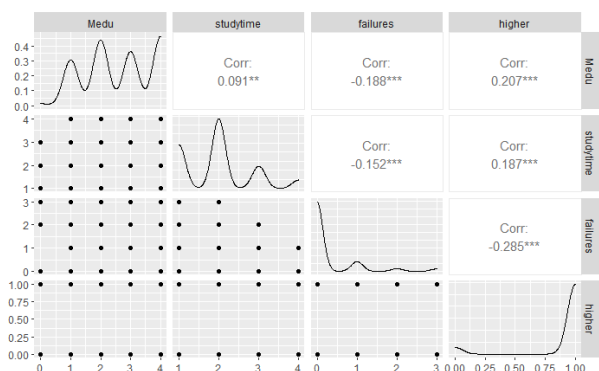 Medu studytime failures higher
0.4
0.3
0.2
0.1
0.0
Corr:
0.091**
Corr:
-0.188***
Corr:
0.207***
Medu
4
3
2
1
Corr:
-0.152***
Corr:
0.187***
studytime
3
2
1
0
Corr:
-0.285***
failures
1.00
0.75
0.50
0.25
0.00
higher
0 1 2 3 4 1 2 3 4 0 1 2 3 0.00 0.25 0.50 0.75 1.00